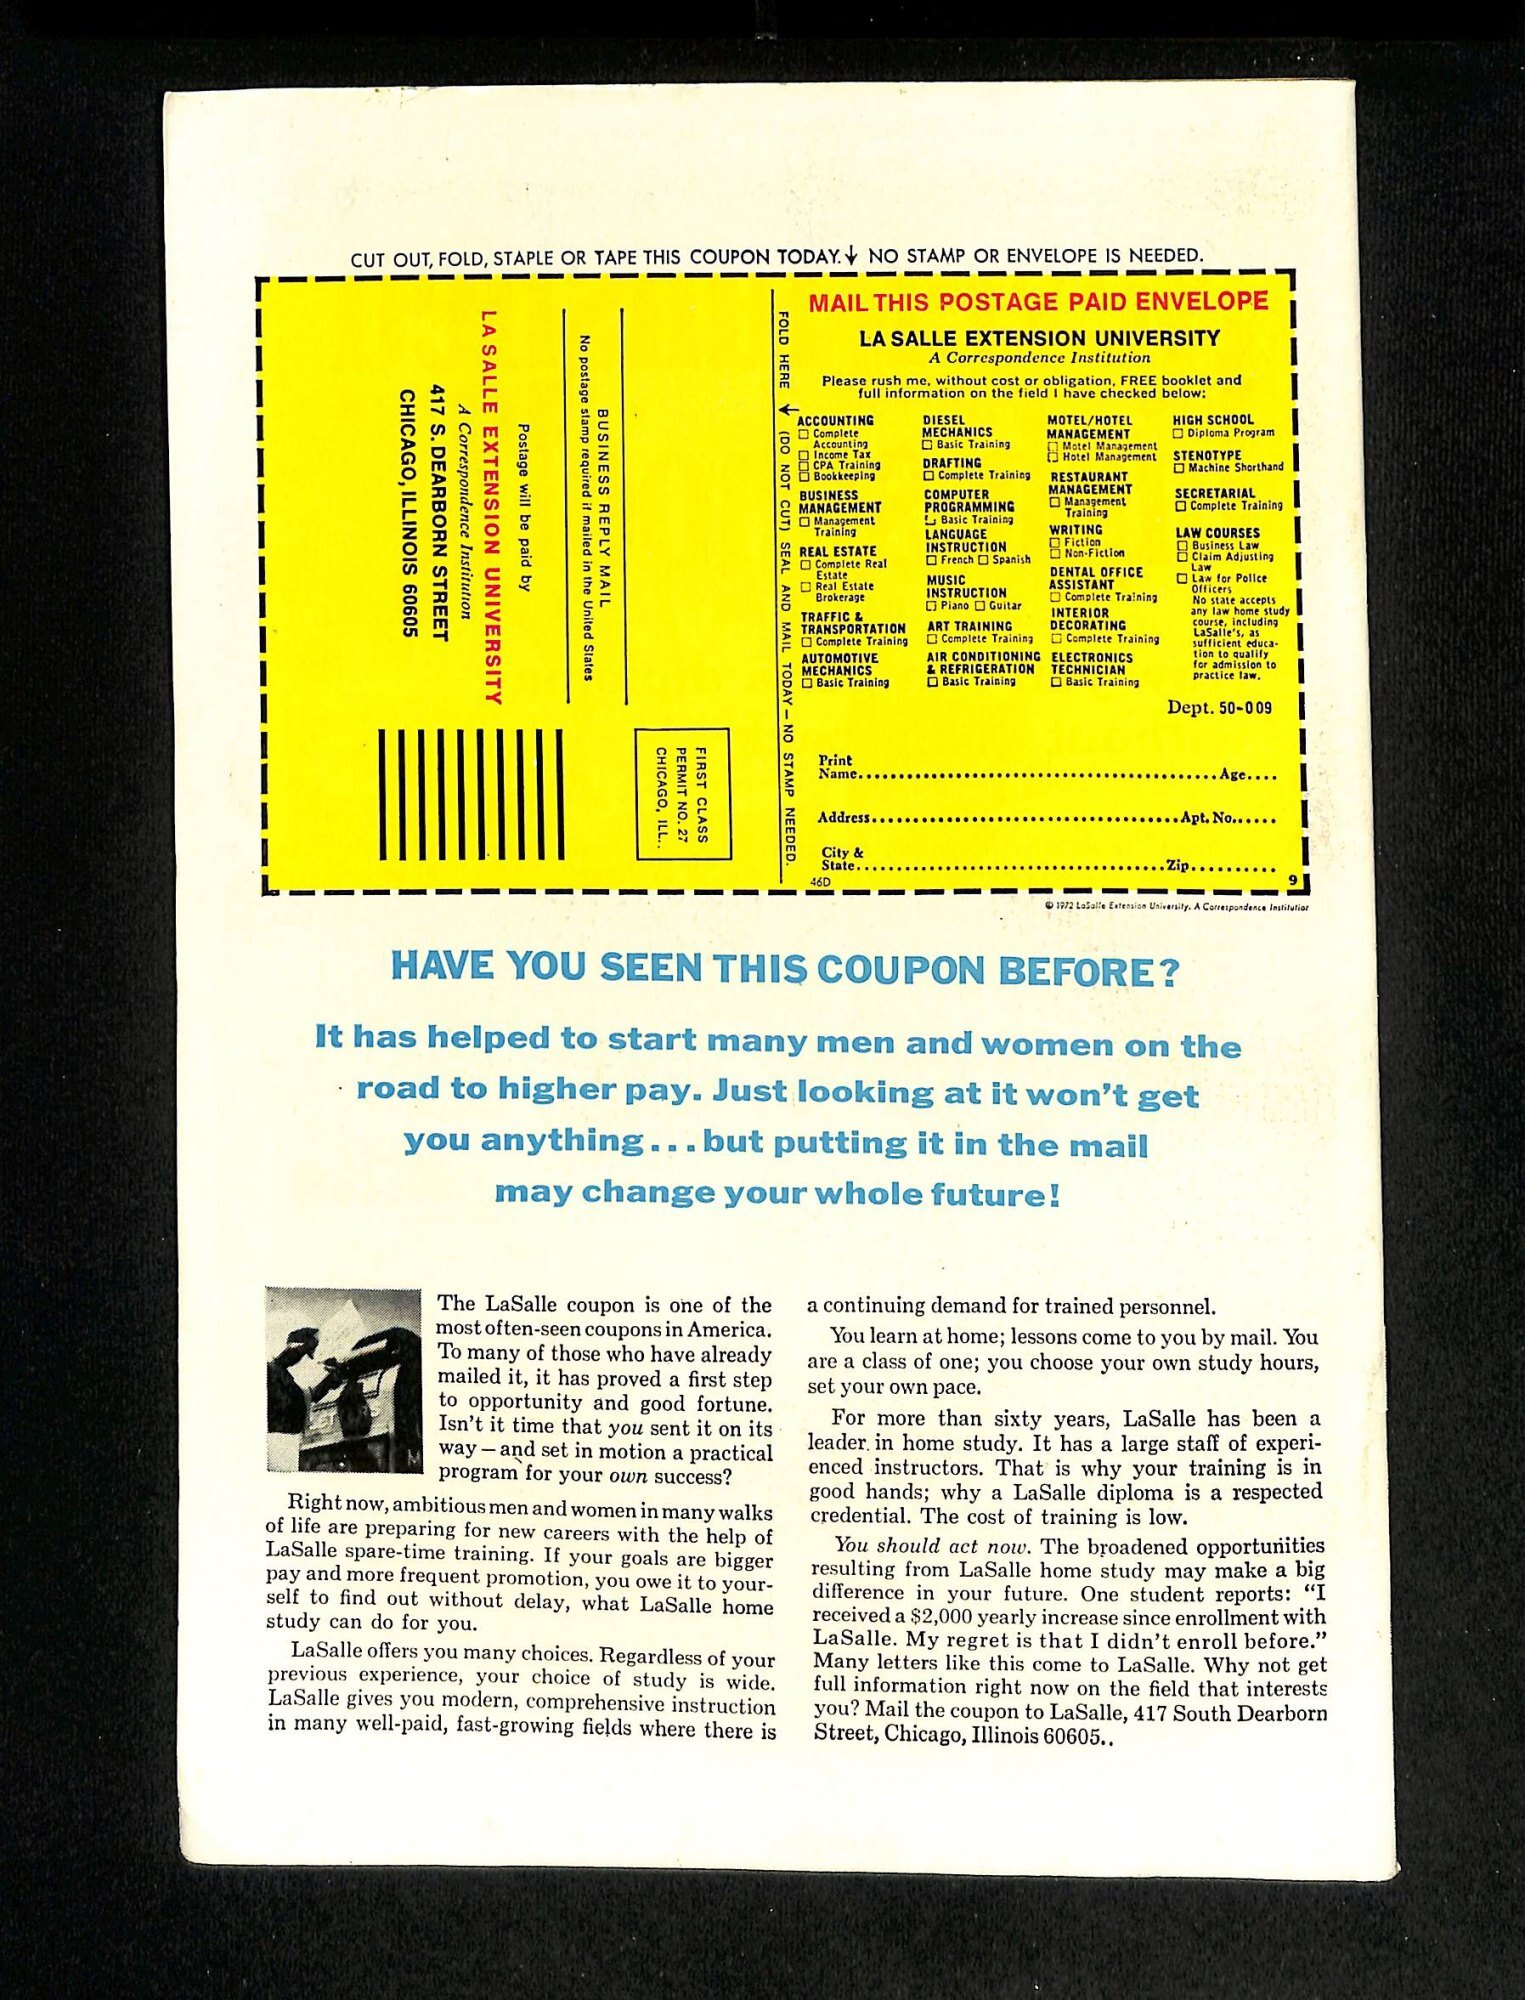 CUT OUT, FOLD, STAPLE OR TAPE THIS COUPON TODAY. ↓ NO STAMP OR ENVELOPE IS NEEDED.
FIRST CLASS
PERMIT NO. 27
CHICAGO, ILL..
BUSINESS REPLY MAIL
No postage stamp required if mailed in the United States
Postage will be paid by
LA SALLE EXTENSION UNIVERSITY
A Correspondence Institution
417 S. DEARBORN STREET
CHICAGO, ILLINOIS 60605
FOLD HERE ↓ (DO NOT CUT) SEAL AND MAIL TODAY — NO STAMP NEEDED.
MAIL THIS POSTAGE PAID ENVELOPE
LA SALLE EXTENSION UNIVERSITY
A Correspondence Institution
Please rush me, without cost or obligation, FREE booklet and
full information on the field I have checked below:
ACCOUNTING
☐ Complete
Accounting
☐ Income Tax
☐ CPA Training
☐ Bookkeeping
BUSINESS
MANAGEMENT
☐ Management
Training
REAL ESTATE
☐ Complete Real
Estate
☐ Real Estate
Brokerage
TRAFFIC &
TRANSPORTATION
☐ Complete Training
AUTOMOTIVE
MECHANICS
☐ Basic Training
DIESEL
MECHANICS
☐ Basic Training
DRAFTING
☐ Complete Training
COMPUTER
PROGRAMMING
☐ Basic Training
LANGUAGE
INSTRUCTION
☐ French ☐ Spanish
MUSIC
INSTRUCTION
☐ Piano ☐ Guitar
ART TRAINING
☐ Complete Training
AIR CONDITIONING
& REFRIGERATION
☐ Basic Training
MOTEL/HOTEL
MANAGEMENT
☐ Motel Management
☐ Hotel Management
RESTAURANT
MANAGEMENT
☐ Management
Training
WRITING
☐ Fiction
☐ Non-Fiction
DENTAL OFFICE
ASSISTANT
☐ Complete Training
INTERIOR
DECORATING
☐ Complete Training
ELECTRONICS
TECHNICIAN
☐ Basic Training
HIGH SCHOOL
☐ Diploma Program
STENOTYPE
☐ Machine Shorthand
SECRETARIAL
☐ Complete Training
LAW COURSES
☐ Business Law
☐ Claim Adjusting
Law
☐ Law for Police
Officers
No state accepts
any law home study
course, including
LaSalle's, as
sufficient educa-
tion to qualify
for admission to
practice law.
Dept. 50-009
Print
Name............................................Age....
Address......................................Apt. No......
City &
State......................................Zip..........
46D
9
© 1972 LaSalle Extension University. A Correspondence Institution
HAVE YOU SEEN THIS COUPON BEFORE?
It has helped to start many men and women on the
road to higher pay. Just looking at it won't get
you anything...but putting it in the mail
may change your whole future!
The LaSalle coupon is one of the
most often-seen coupons in America.
To many of those who have already
mailed it, it has proved a first step
to opportunity and good fortune.
Isn't it time that you sent it on its
way — and set in motion a practical
program for your own success?
Right now, ambitious men and women in many walks
of life are preparing for new careers with the help of
LaSalle spare-time training. If your goals are bigger
pay and more frequent promotion, you owe it to your-
self to find out without delay, what LaSalle home
study can do for you.
LaSalle offers you many choices. Regardless of your
previous experience, your choice of study is wide.
LaSalle gives you modern, comprehensive instruction
in many well-paid, fast-growing fields where there is
a continuing demand for trained personnel.
You learn at home; lessons come to you by mail. You
are a class of one; you choose your own study hours,
set your own pace.
For more than sixty years, LaSalle has been a
leader in home study. It has a large staff of experi-
enced instructors. That is why your training is in
good hands; why a LaSalle diploma is a respected
credential. The cost of training is low.
You should act now. The broadened opportunities
resulting from LaSalle home study may make a big
difference in your future. One student reports: "I
received a $2,000 yearly increase since enrollment with
LaSalle. My regret is that I didn't enroll before."
Many letters like this come to LaSalle. Why not get
full information right now on the field that interests
you? Mail the coupon to LaSalle, 417 South Dearborn
Street, Chicago, Illinois 60605..